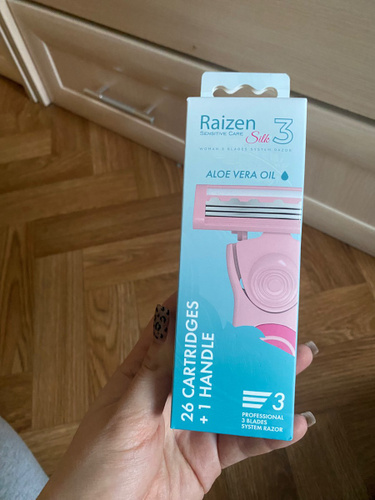 Raizen
SENSITIVE CARE
Silk 3
WOMAN 3 BLADES SYSTEM RAZOR
ALOE VERA OIL
26 CARTRIDGES
+ 1 HANDLE
3
PROFESSIONAL
3 BLADES
SYSTEM RAZOR